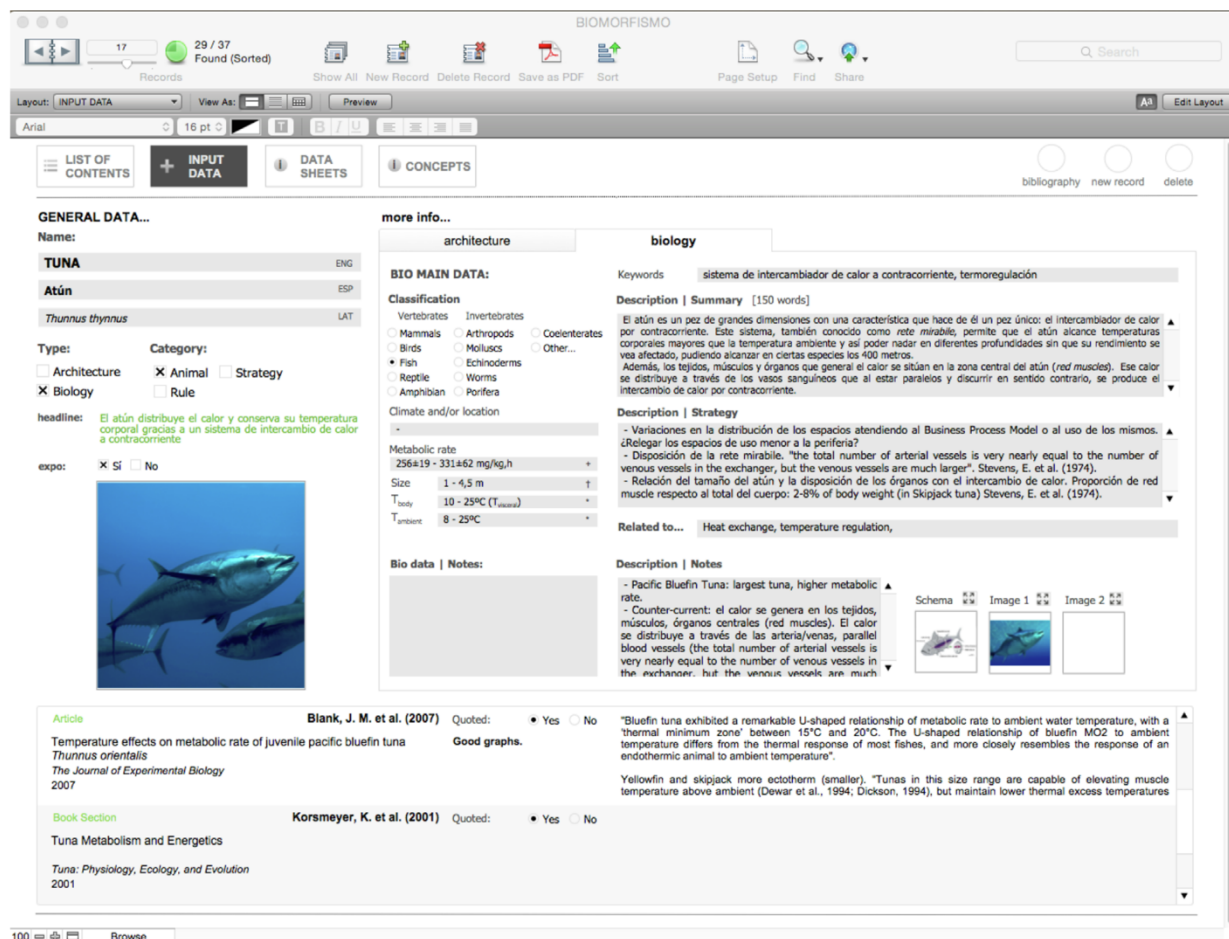 BIOMORFISMO
17
29 / 37
Found (Sorted)
Records
Show All New Record Delete Record Save as PDF Sort
Page Setup Find Share
Search
Layout: INPUT DATA
View As:
Preview
Aa
Edit Layout
Arial
16 pt
T
B I U
LIST OF CONTENTS
INPUT DATA
DATA SHEETS
CONCEPTS
bibliography new record delete
GENERAL DATA...
Name:
TUNA ENG
Atún ESP
Thunnus thynnus LAT
Type:
Category:
Architecture
Animal Strategy
Biology
Rule
headline: El atún distribuye el calor y conserva su temperatura
corporal gracias a un sistema de intercambio de calor
a contracorriente
expo: Sí No
more info...
architecture
biology
BIO MAIN DATA:
Classification
Vertebrates Invertebrates
Mammals Arthropods Coelenterates
Birds Molluscs Other...
Fish Echinoderms
Reptile Worms
Amphibian Porifera
Climate and/or location
-
Metabolic rate
256±19 - 331±62 mg/kg,h +
Size 1 - 4,5 m †
Tbody 10 - 25ºC (Tvisceral) *
Tambient 8 - 25ºC *
Bio data | Notes:
Keywords sistema de intercambiador de calor a contracorriente, termoregulación
Description | Summary [150 words]
El atún es un pez de grandes dimensiones con una característica que hace de él un pez único: el intercambiador de calor
por contracorriente. Este sistema, también conocido como rete mirabile, permite que el atún alcance temperaturas
corporales mayores que la temperatura ambiente y así poder nadar en diferentes profundidades sin que su rendimiento se
vea afectado, pudiendo alcanzar en ciertas especies los 400 metros.
Además, los tejidos, músculos y órganos que general el calor se sitúan en la zona central del atún (red muscles). Ese calor
se distribuye a través de los vasos sanguíneos que al estar paralelos y discurrir en sentido contrario, se produce el
intercambio de calor por contracorriente.
Description | Strategy
- Variaciones en la distribución de los espacios atendiendo al Business Process Model o al uso de los mismos.
¿Relegar los espacios de uso menor a la periferia?
- Disposición de la rete mirabile. "the total number of arterial vessels is very nearly equal to the number of
venous vessels in the exchanger, but the venous vessels are much larger". Stevens, E. et al. (1974).
- Relación del tamaño del atún y la disposición de los órganos con el intercambio de calor. Proporción de red
muscle respecto al total del cuerpo: 2-8% of body weight (in Skipjack tuna) Stevens, E. et al. (1974).
Related to... Heat exchange, temperature regulation,
Description | Notes
- Pacific Bluefin Tuna: largest tuna, higher metabolic
rate.
- Counter-current: el calor se genera en los tejidos,
músculos, órganos centrales (red muscles). El calor
se distribuye a través de las arteria/venas, parallel
blood vessels (the total number of arterial vessels is
very nearly equal to the number of venous vessels in
the exchanger, but the venous vessels are much
Schema Image 1 Image 2
Article Blank, J. M. et al. (2007) Quoted: Yes No
Temperature effects on metabolic rate of juvenile pacific bluefin tuna Good graphs.
Thunnus orientalis
The Journal of Experimental Biology
2007
"Bluefin tuna exhibited a remarkable U-shaped relationship of metabolic rate to ambient water temperature, with a
'thermal minimum zone' between 15°C and 20°C. The U-shaped relationship of bluefin MO2 to ambient
temperature differs from the thermal response of most fishes, and more closely resembles the response of an
endothermic animal to ambient temperature".
Yellowfin and skipjack more ectotherm (smaller). "Tunas in this size range are capable of elevating muscle
temperature above ambient (Dewar et al., 1994; Dickson, 1994), but maintain lower thermal excess temperatures
Book Section Korsmeyer, K. et al. (2001) Quoted: Yes No
Tuna Metabolism and Energetics
Tuna: Physiology, Ecology, and Evolution
2001
100 Browse